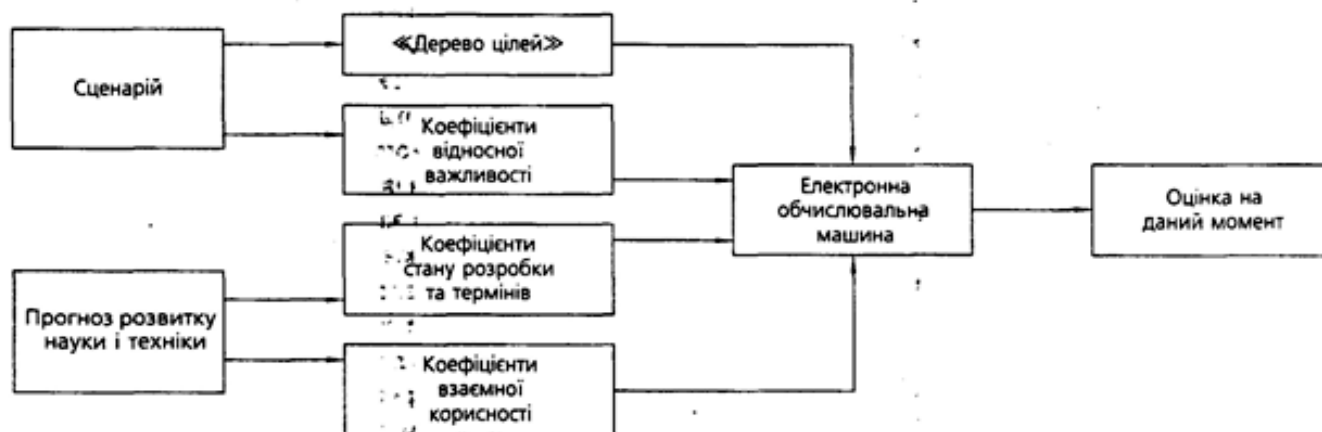 Сценарій
≪Дерево цілей≫
Коефіцієнти
відносної
важливості
Прогноз розвитку
науки і техніки
Коефіцієнти
стану розробки
та термінів
Коефіцієнти
взаємної
корисності
Електронна
обчислювальна
машина
Оцінка на
даний момент